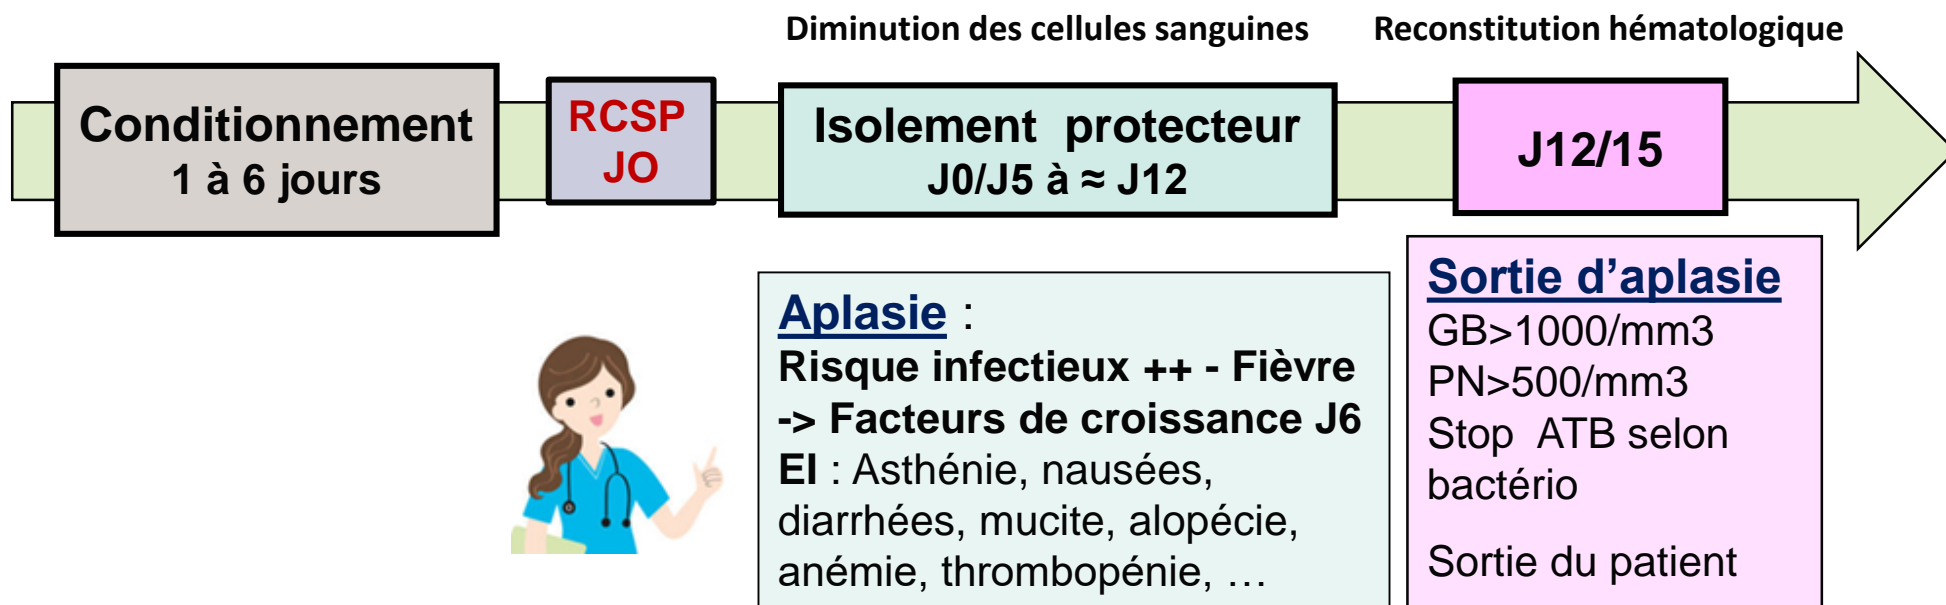 Diminution des cellules sanguines
Reconstitution hématologique
Conditionnement
1 à 6 jours
RCSP
JO
Isolement protecteur
J0/J5 à ≈ J12
J12/15
Aplasie :
Risque infectieux ++ - Fièvre
-> Facteurs de croissance J6
EI : Asthénie, nausées,
diarrhées, mucite, alopécie,
anémie, thrombopénie, …
Sortie d’aplasie
GB>1000/mm3
PN>500/mm3
Stop ATB selon
bactério
Sortie du patient